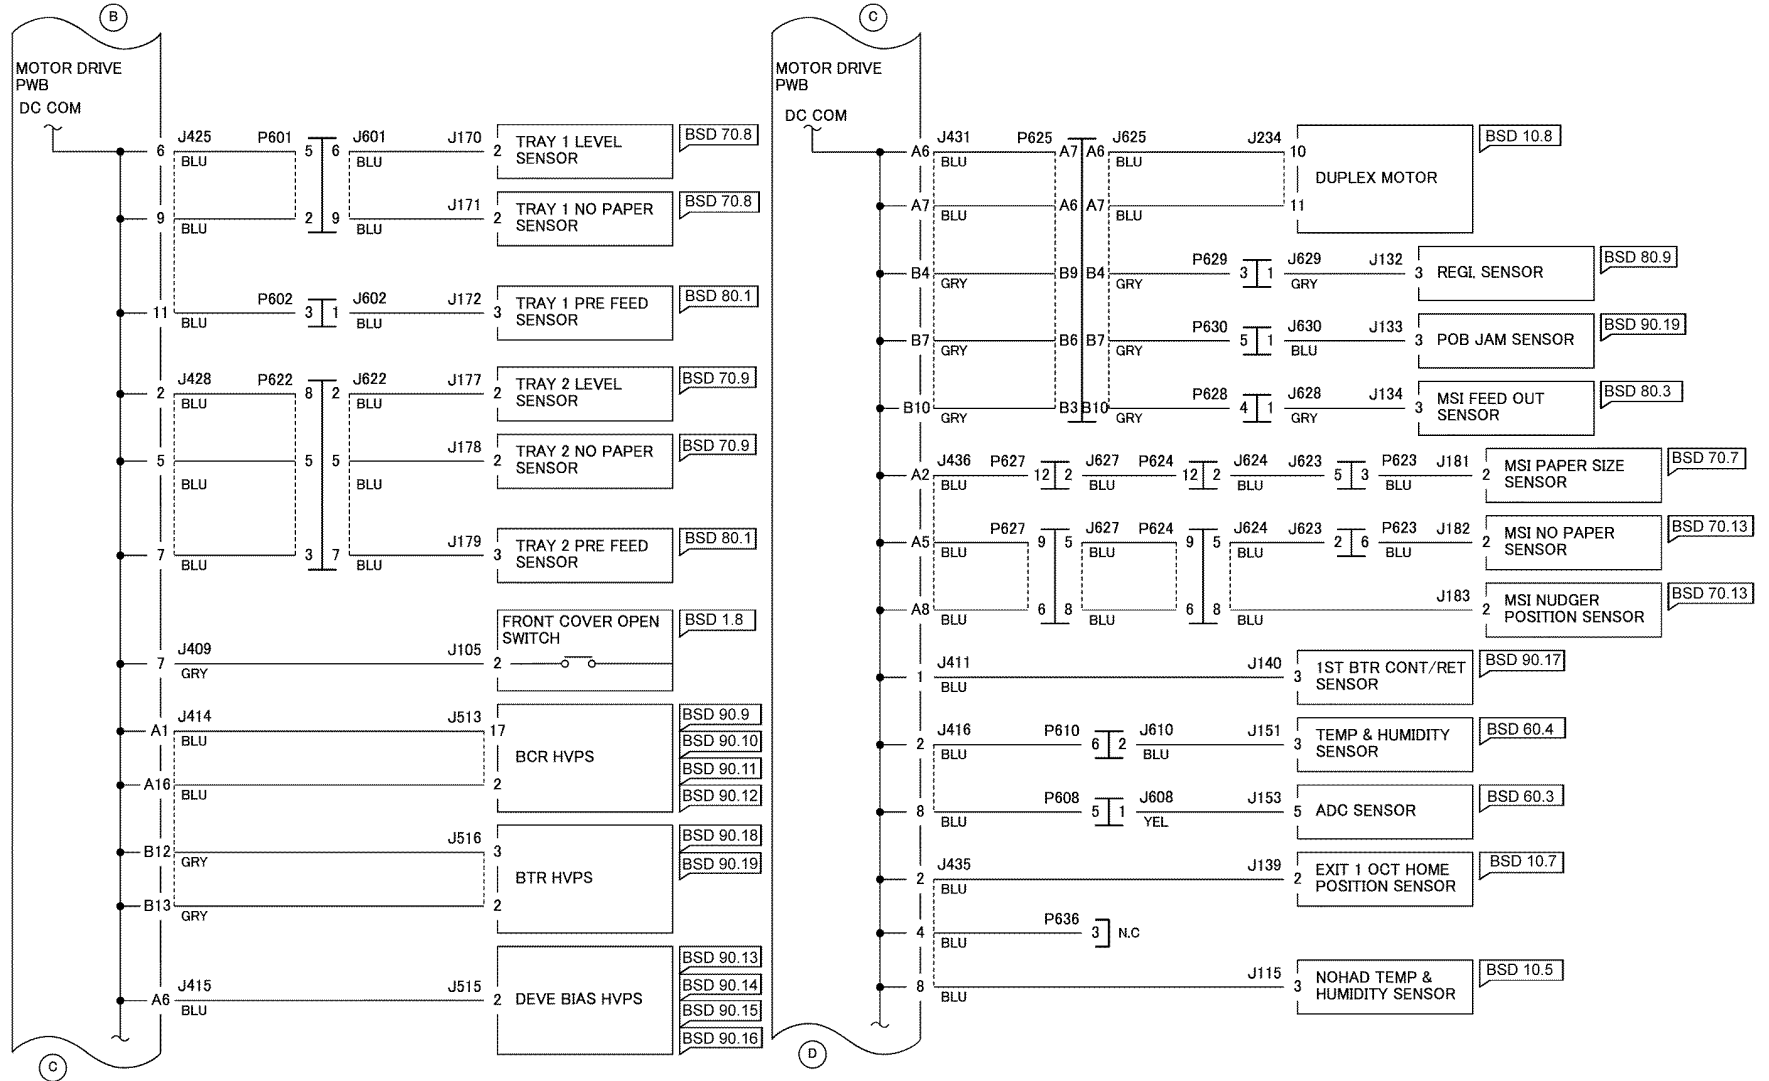 B
MOTOR DRIVE
PWB
DC COM
6 J425 P601 5 6 J601 J170 2 TRAY 1 LEVEL BSD 70.8
BLU BLU SENSOR
9 2 9 J171 2 TRAY 1 NO PAPER BSD 70.8
BLU BLU SENSOR
11 P602 3 1 J602 J172 3 TRAY 1 PRE FEED BSD 80.1
BLU BLU SENSOR
2 J428 P622 8 2 J622 J177 2 TRAY 2 LEVEL BSD 70.9
BLU BLU SENSOR
5 5 5 J178 2 TRAY 2 NO PAPER BSD 70.9
BLU BLU SENSOR
7 3 7 J179 3 TRAY 2 PRE FEED BSD 80.1
BLU BLU SENSOR
FRONT COVER OPEN BSD 1.8
SWITCH
7 J409 J105 2
GRY
A1 J414 J513 17 BSD 90.9
BLU BCR HVPS BSD 90.10
BSD 90.11
A16 2 BSD 90.12
BLU
B12 J516 3 BSD 90.18
GRY BTR HVPS BSD 90.19
B13 2
GRY
BSD 90.13
BSD 90.14
A6 J415 J515 2 DEVE BIAS HVPS
BLU BSD 90.15
BSD 90.16
C
C
MOTOR DRIVE
PWB
DC COM
A6 J431 P625 A7 A6 J625 J234 10 BSD 10.8
BLU BLU DUPLEX MOTOR
A7 A6 A7 11
BLU BLU
B4 B9 B4 P629 3 1 J629 J132 3 REGI. SENSOR BSD 80.9
GRY GRY GRY
B7 B6 B7 P630 5 1 J630 J133 3 POB JAM SENSOR BSD 90.19
GRY GRY BLU
B10 B3 B10 P628 4 1 J628 J134 3 MSI FEED OUT BSD 80.3
GRY GRY GRY SENSOR
A2 J436 P627 12 2 J627 P624 12 2 J624 J623 5 3 P623 J181 2 MSI PAPER SIZE BSD 70.7
BLU BLU BLU BLU SENSOR
A5 P627 9 5 J627 P624 9 5 J624 J623 2 6 P623 J182 2 MSI NO PAPER BSD 70.13
BLU BLU BLU BLU SENSOR
A8 6 8 6 8 J183 2 MSI NUDGER BSD 70.13
BLU BLU BLU POSITION SENSOR
1 J411 J140 3 1ST BTR CONT/RET BSD 90.17
BLU SENSOR
2 J416 P610 6 2 J610 J151 3 TEMP & HUMIDITY BSD 60.4
BLU BLU SENSOR
8 P608 5 1 J608 J153 5 ADC SENSOR BSD 60.3
BLU YEL
2 J435 J139 2 EXIT 1 OCT HOME BSD 10.7
BLU POSITION SENSOR
4 P636 3 N.C
BLU
8 J115 3 NOHAD TEMP & BSD 10.5
BLU HUMIDITY SENSOR
D